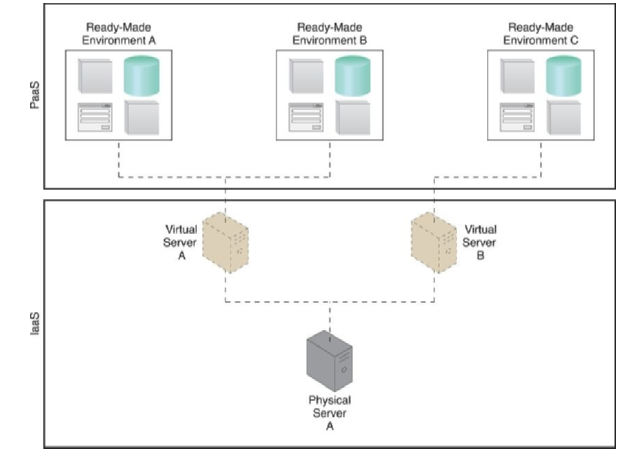 Ready-Made
Environment A
Ready-Made
Environment B
Ready-Made
Environment C
PaaS
Virtual
Server
A
Virtual
Server
B
IaaS
Physical
Server
A